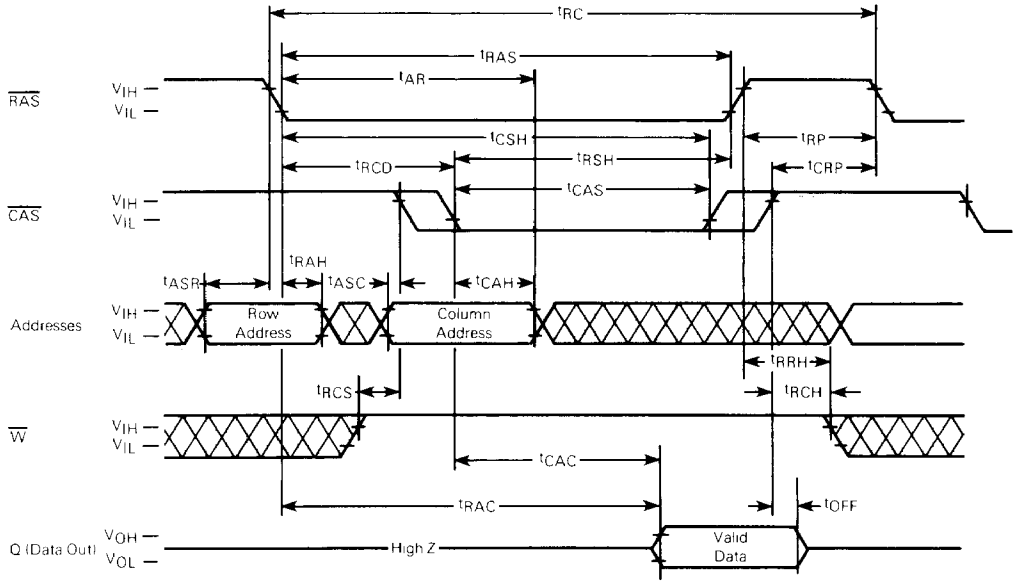 tRC
tRAS
tAR
RAS
VIH
VIL
tCSH
tRP
tRSH
tRCD
tCRP
tCAS
CAS
VIH
VIL
tRAH
tASR
tASC
tCAH
Addresses
VIH
VIL
Row
Address
Column
Address
tRRH
tRCS
tRCH
W
VIH
VIL
tCAC
tRAC
tOFF
Q (Data Out)
VOH
VOL
High Z
Valid
Data